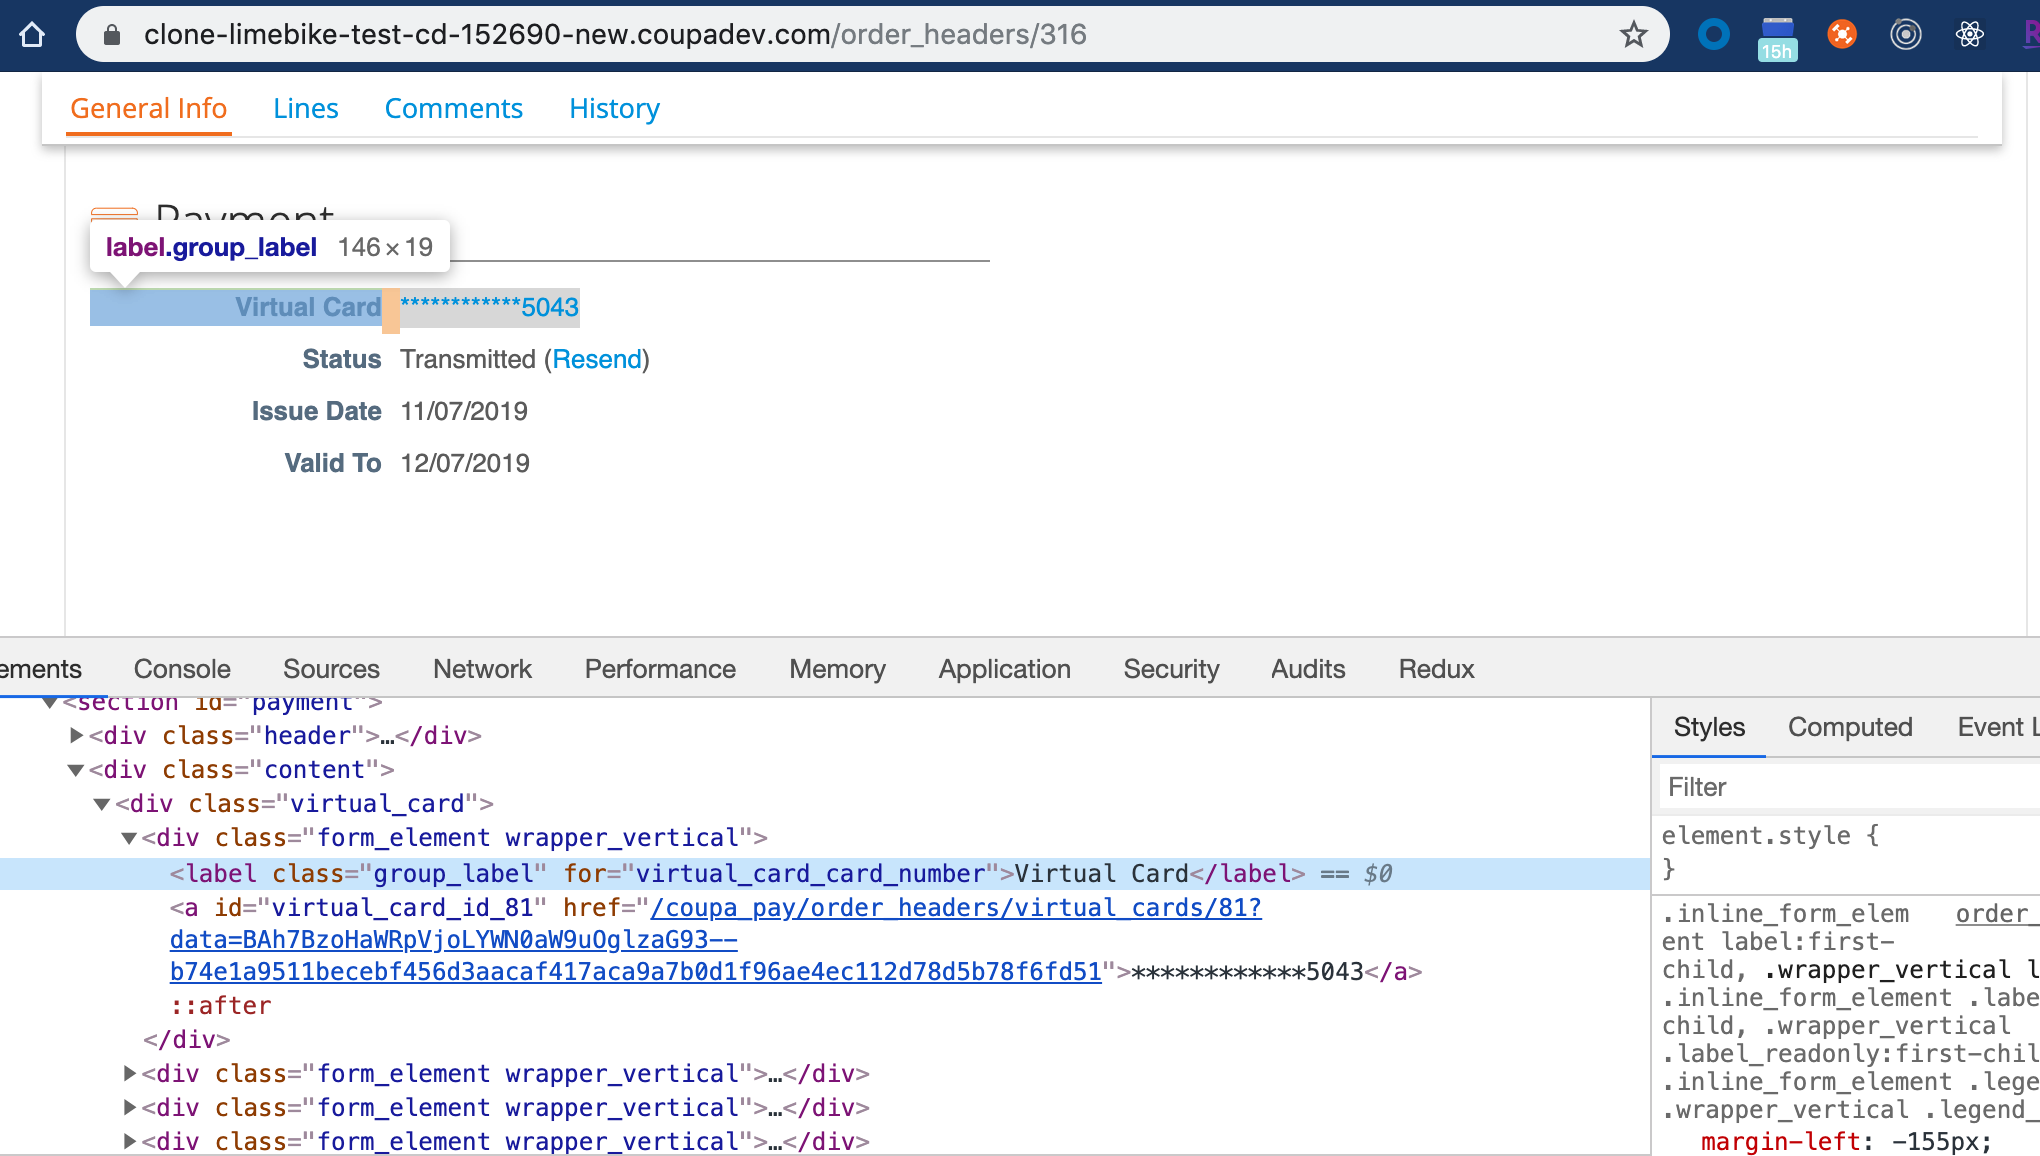 clone-limebike-test-cd-152690-new.coupadev.com/order_headers/316
15h
General Info Lines Comments History
Payment
label.group_label 146×19
Virtual Card ************5043
Status Transmitted (Resend)
Issue Date 11/07/2019
Valid To 12/07/2019
ements Console Sources Network Performance Memory Application Security Audits Redux
<section id="payment">
<div class="header">…</div>
<div class="content">
<div class="virtual_card">
<div class="form_element wrapper_vertical">
<label class="group_label" for="virtual_card_card_number">Virtual Card</label> == $0
<a id="virtual_card_id_81" href="/coupa_pay/order_headers/virtual_cards/81?
data=BAh7BzoHaWRpVjoLYWN0aW9uOglzaG93--
b74e1a9511becebf456d3aacaf417aca9a7b0d1f96ae4ec112d78d5b78f6fd51">************5043</a>
::after
</div>
<div class="form_element wrapper_vertical">…</div>
<div class="form_element wrapper_vertical">…</div>
<div class="form_element wrapper_vertical">…</div>
Styles Computed Event L
Filter
element.style {
}
.inline_form_elem order_
ent label:first-
child, .wrapper_vertical l
.inline_form_element .labe
child, .wrapper_vertical
.label_readonly:first-chil
.inline_form_element .lege
.wrapper_vertical .legend_
margin-left: -155px;